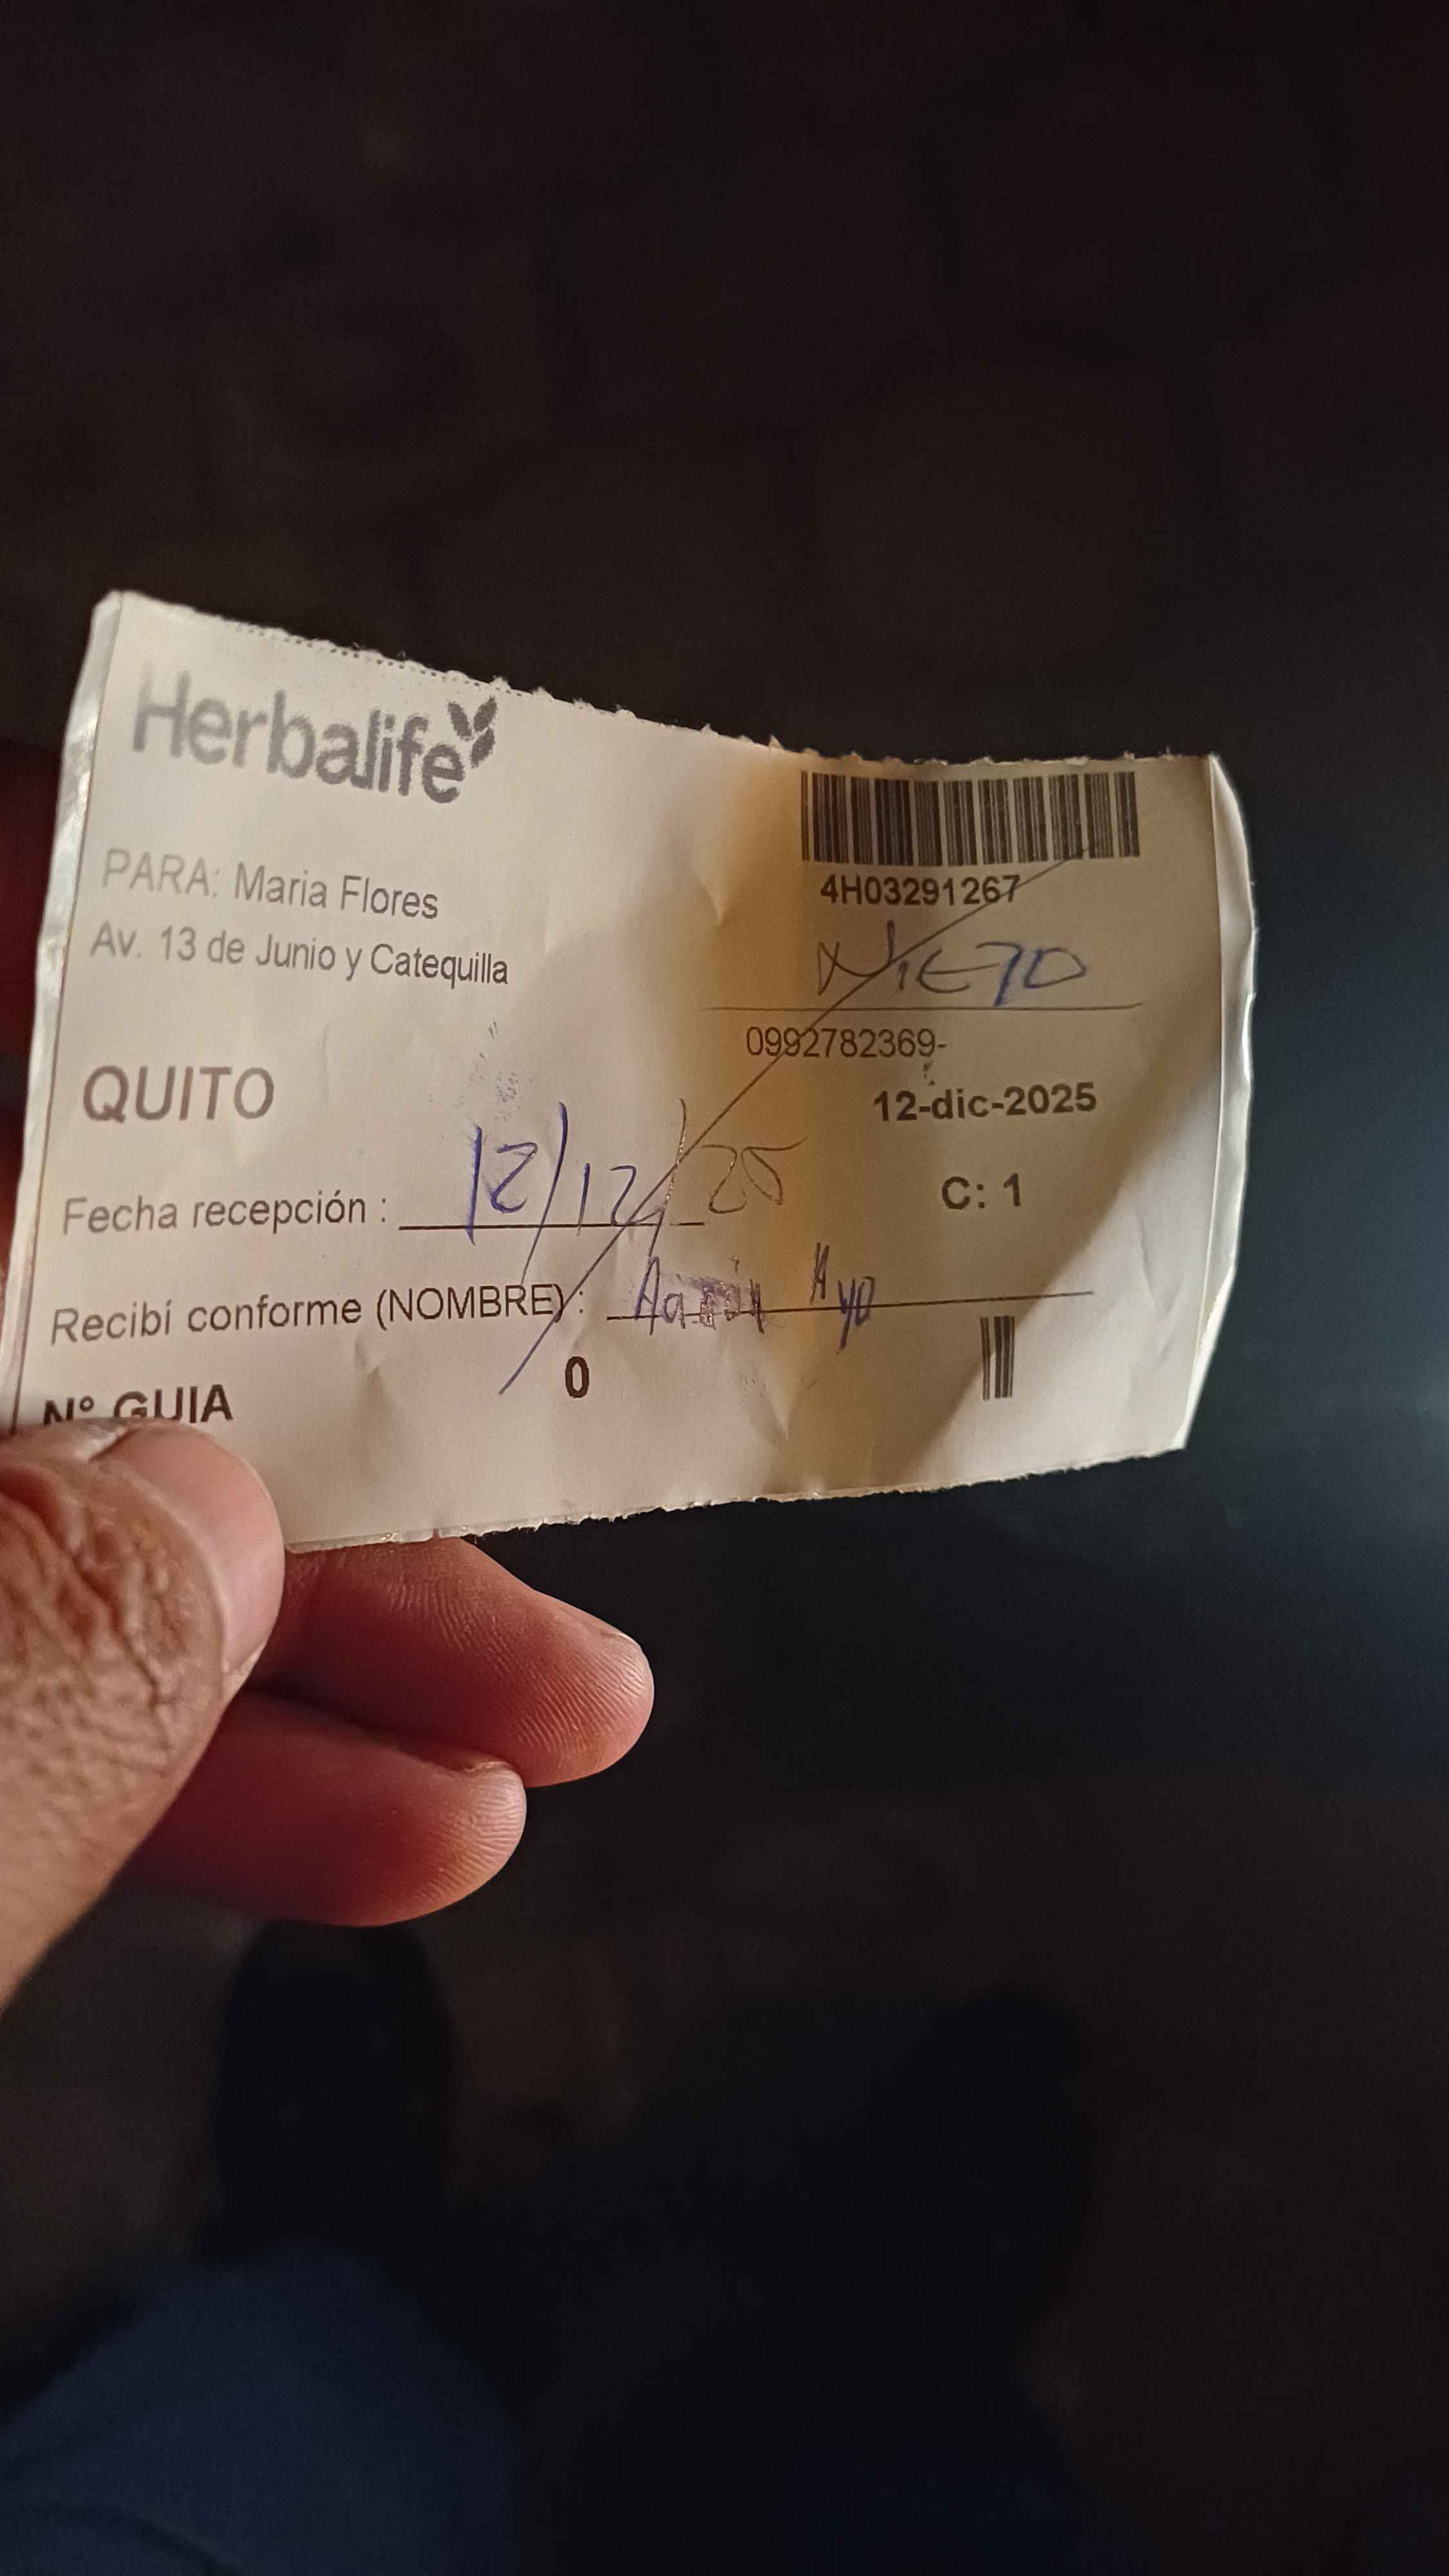 Herbalife
PARA: Maria Flores
Av. 13 de Junio y Catequilla
4H03291267
NIETO
0992782369-
QUITO
12-dic-2025
Fecha recepción : 12/12/25
C: 1
Recibí conforme (NOMBRE) :
0
N° GUIA